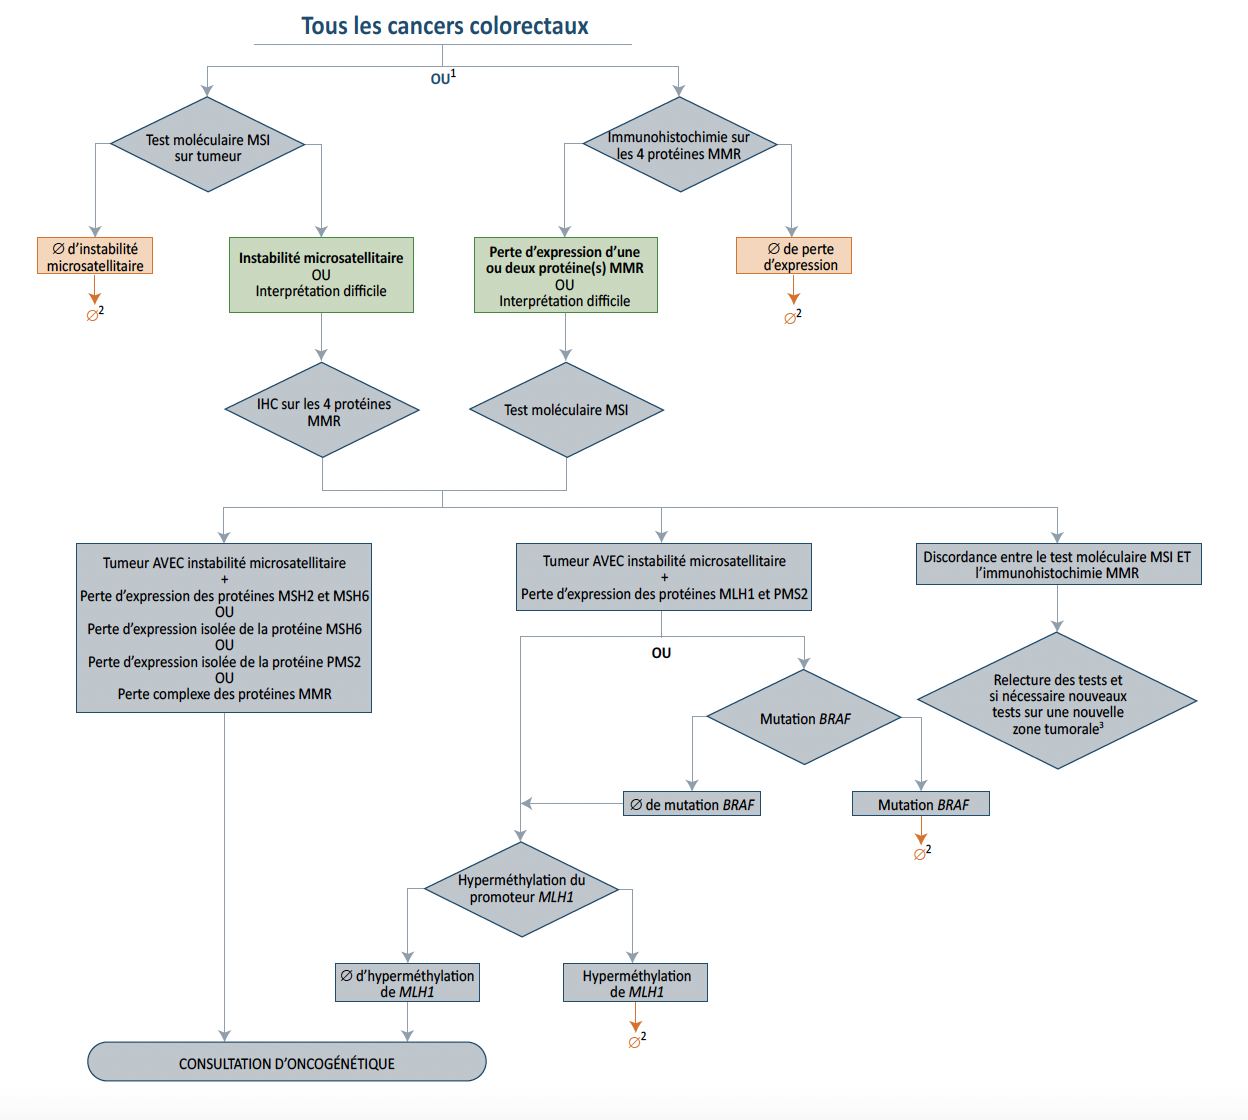 Tous les cancers colorectaux
OU¹
Test moléculaire MSI
sur tumeur
Immunohistochimie sur
les 4 protéines MMR
∅ d’instabilité
microsatellitaire
∅²
Instabilité microsatellitaire
OU
Interprétation difficile
Perte d’expression d’une
ou deux protéine(s) MMR
OU
Interprétation difficile
∅ de perte
d’expression
∅²
IHC sur les 4 protéines
MMR
Test moléculaire MSI
Tumeur AVEC instabilité microsatellitaire
+
Perte d’expression des protéines MSH2 et MSH6
OU
Perte d’expression isolée de la protéine MSH6
OU
Perte d’expression isolée de la protéine PMS2
OU
Perte complexe des protéines MMR
Tumeur AVEC instabilité microsatellitaire
+
Perte d’expression des protéines MLH1 et PMS2
Discordance entre le test moléculaire MSI ET
l’immunohistochimie MMR
OU
Relecture des tests et
si nécessaire nouveaux
tests sur une nouvelle
zone tumorale³
Mutation BRAF
∅ de mutation BRAF
Mutation BRAF
∅²
Hyperméthylation du
promoteur MLH1
∅ d’hyperméthylation
de MLH1
Hyperméthylation
de MLH1
∅²
CONSULTATION D’ONCOGÉNÉTIQUE